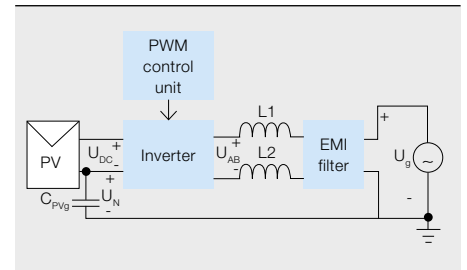 PWM
control
unit
L1
+
PV
U_DC
+
-
Inverter
U_AB
+
-
L2
EMI
filter
U_g
~
C_PVg
+
U_N
-
-